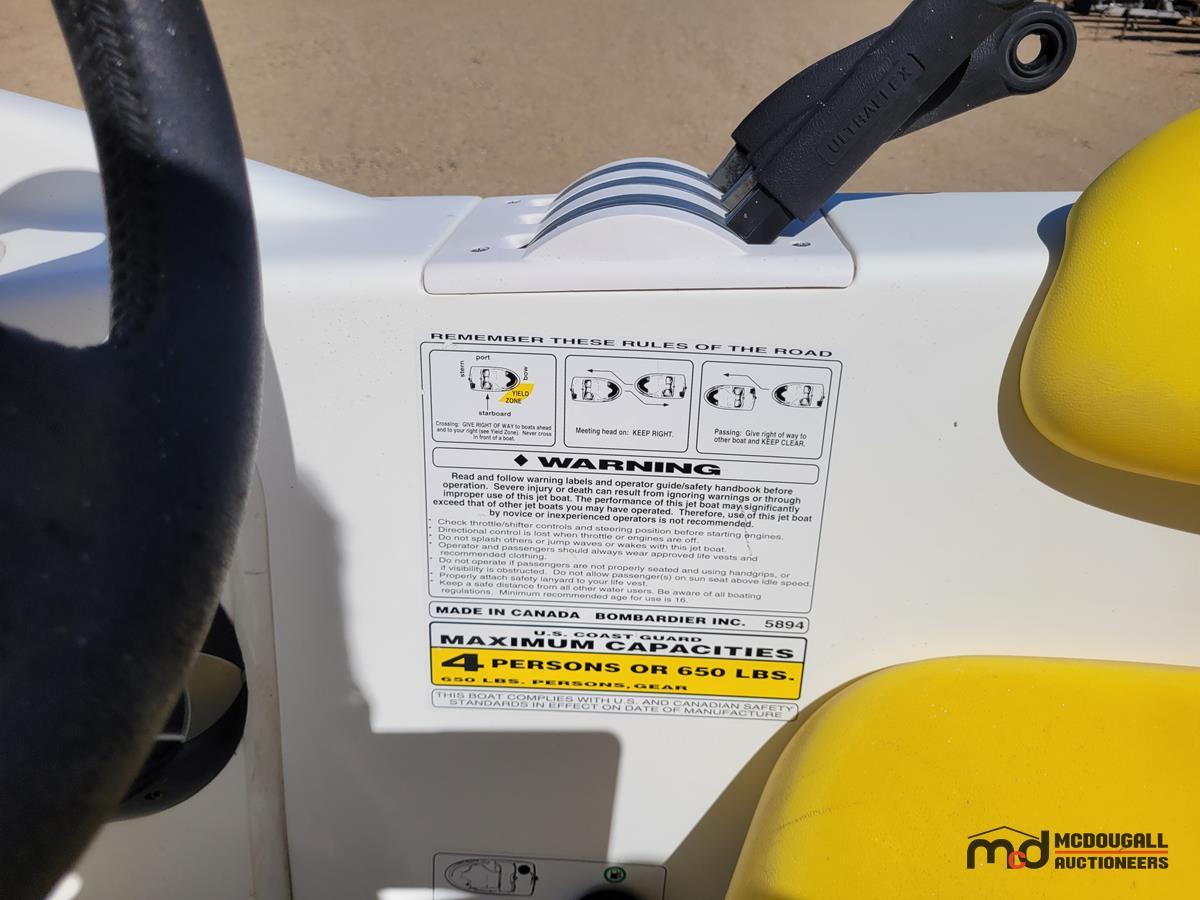 ULTRAFLEX
REMEMBER THESE RULES OF THE ROAD
port
stern
bow
YIELD
ZONE
starboard
Crossing: GIVE RIGHT OF WAY to boats ahead
and to your right (see Yield Zone). Never cross
in front of a boat.
Meeting head on: KEEP RIGHT.
Passing: Give right of way to
other boat and KEEP CLEAR.
WARNING
Read and follow warning labels and operator guide/safety handbook before
operation. Severe injury or death can result from ignoring warnings or through
improper use of this jet boat. The performance of this jet boat may significantly
exceed that of other jet boats you may have operated. Therefore, use of this jet boat
by novice or inexperienced operators is not recommended.
* Check throttle/shifter controls and steering position before starting engines.
* Directional control is lost when throttle or engines are off.
* Do not splash others or jump waves or wakes with this jet boat.
* Operator and passengers should always wear approved life vests and
recommended clothing.
* Do not operate if passengers are not properly seated and using handgrips, or
if visibility is obstructed. Do not allow passenger(s) on sun seat above idle speed.
* Properly attach safety lanyard to your life vest.
* Keep a safe distance from all other water users. Be aware of all boating
regulations. Minimum recommended age for use is 16.
MADE IN CANADA BOMBARDIER INC. 5894
U.S. COAST GUARD
MAXIMUM CAPACITIES
4 PERSONS OR 650 LBS.
650 LBS. PERSONS, GEAR
THIS BOAT COMPLIES WITH U.S. AND CANADIAN SAFETY
STANDARDS IN EFFECT ON DATE OF MANUFACTURE
mcd MCDOUGALL
AUCTIONEERS